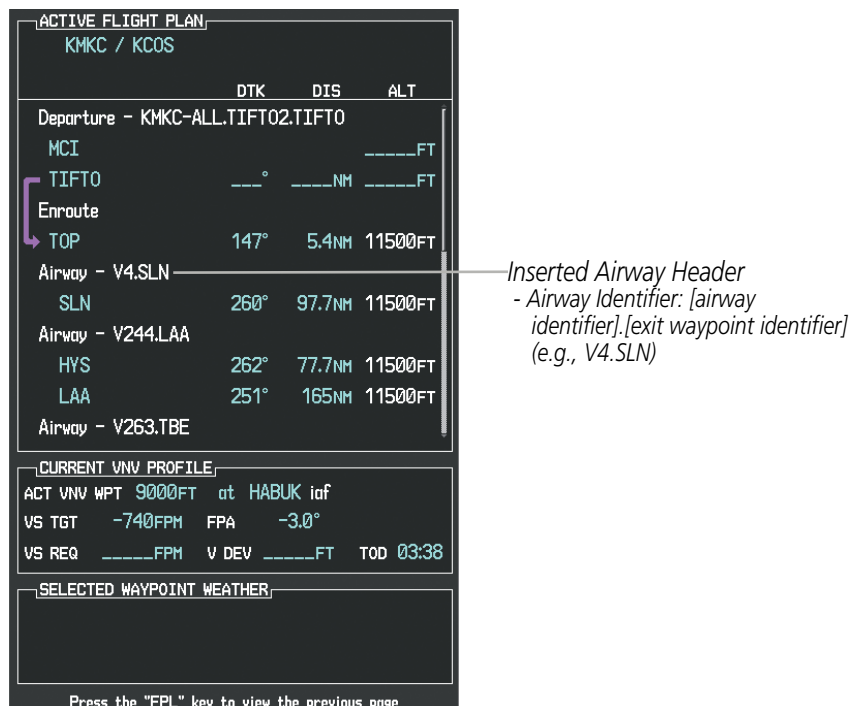 ACTIVE FLIGHT PLAN
KMKC / KCOS
DTK DIS ALT
Departure - KMKC-ALL.TIFTO2.TIFTO
MCI _____FT
TIFTO ___° ____NM _____FT
Enroute
TOP 147° 5.4NM 11500FT
Airway - V4.SLN
SLN 260° 97.7NM 11500FT
Airway - V244.LAA
HYS 262° 77.7NM 11500FT
LAA 251° 165NM 11500FT
Airway - V263.TBE
CURRENT VNV PROFILE
ACT VNV WPT 9000FT at HABUK iaf
VS TGT -740FPM FPA -3.0°
VS REQ _____FPM V DEV _____FT TOD 03:38
SELECTED WAYPOINT WEATHER
Press the "FPL" key to view the previous page
Inserted Airway Header
- Airway Identifier: [airway
identifier].[exit waypoint identifier]
(e.g., V4.SLN)